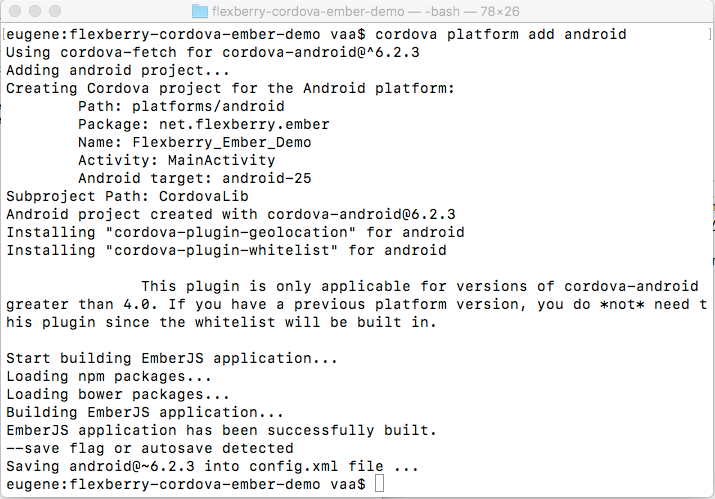 flexberry-cordova-ember-demo — -bash — 78×26
[eugene:flexberry-cordova-ember-demo vaa$ cordova platform add android ]
Using cordova-fetch for cordova-android@^6.2.3
Adding android project...
Creating Cordova project for the Android platform:
Path: platforms/android
Package: net.flexberry.ember
Name: Flexberry_Ember_Demo
Activity: MainActivity
Android target: android-25
Subproject Path: CordovaLib
Android project created with cordova-android@6.2.3
Installing "cordova-plugin-geolocation" for android
Installing "cordova-plugin-whitelist" for android
This plugin is only applicable for versions of cordova-android
greater than 4.0. If you have a previous platform version, you do *not* need t
his plugin since the whitelist will be built in.
Start building EmberJS application...
Loading npm packages...
Loading bower packages...
Building EmberJS application...
EmberJS application has been successfully built.
--save flag or autosave detected
Saving android@~6.2.3 into config.xml file ...
eugene:flexberry-cordova-ember-demo vaa$